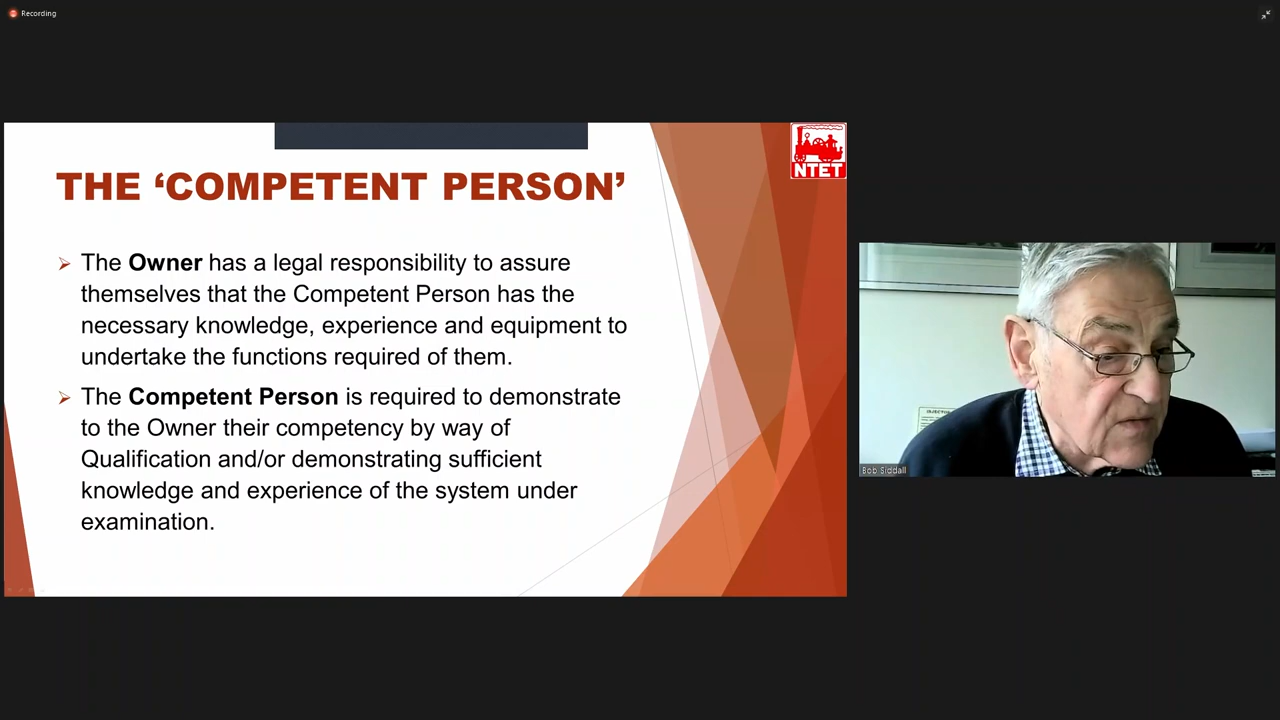 Recording
NTET
THE ‘COMPETENT PERSON’
The Owner has a legal responsibility to assure
themselves that the Competent Person has the
necessary knowledge, experience and equipment to
undertake the functions required of them.
The Competent Person is required to demonstrate
to the Owner their competency by way of
Qualification and/or demonstrating sufficient
knowledge and experience of the system under
examination.
Bob Siddall